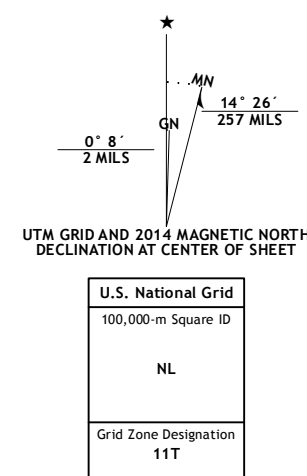 ★
MN
GN
14° 26´
257 MILS
0° 8´
2 MILS
UTM GRID AND 2014 MAGNETIC NORTH
DECLINATION AT CENTER OF SHEET
U.S. National Grid
100,000-m Square ID
NL
Grid Zone Designation
11T